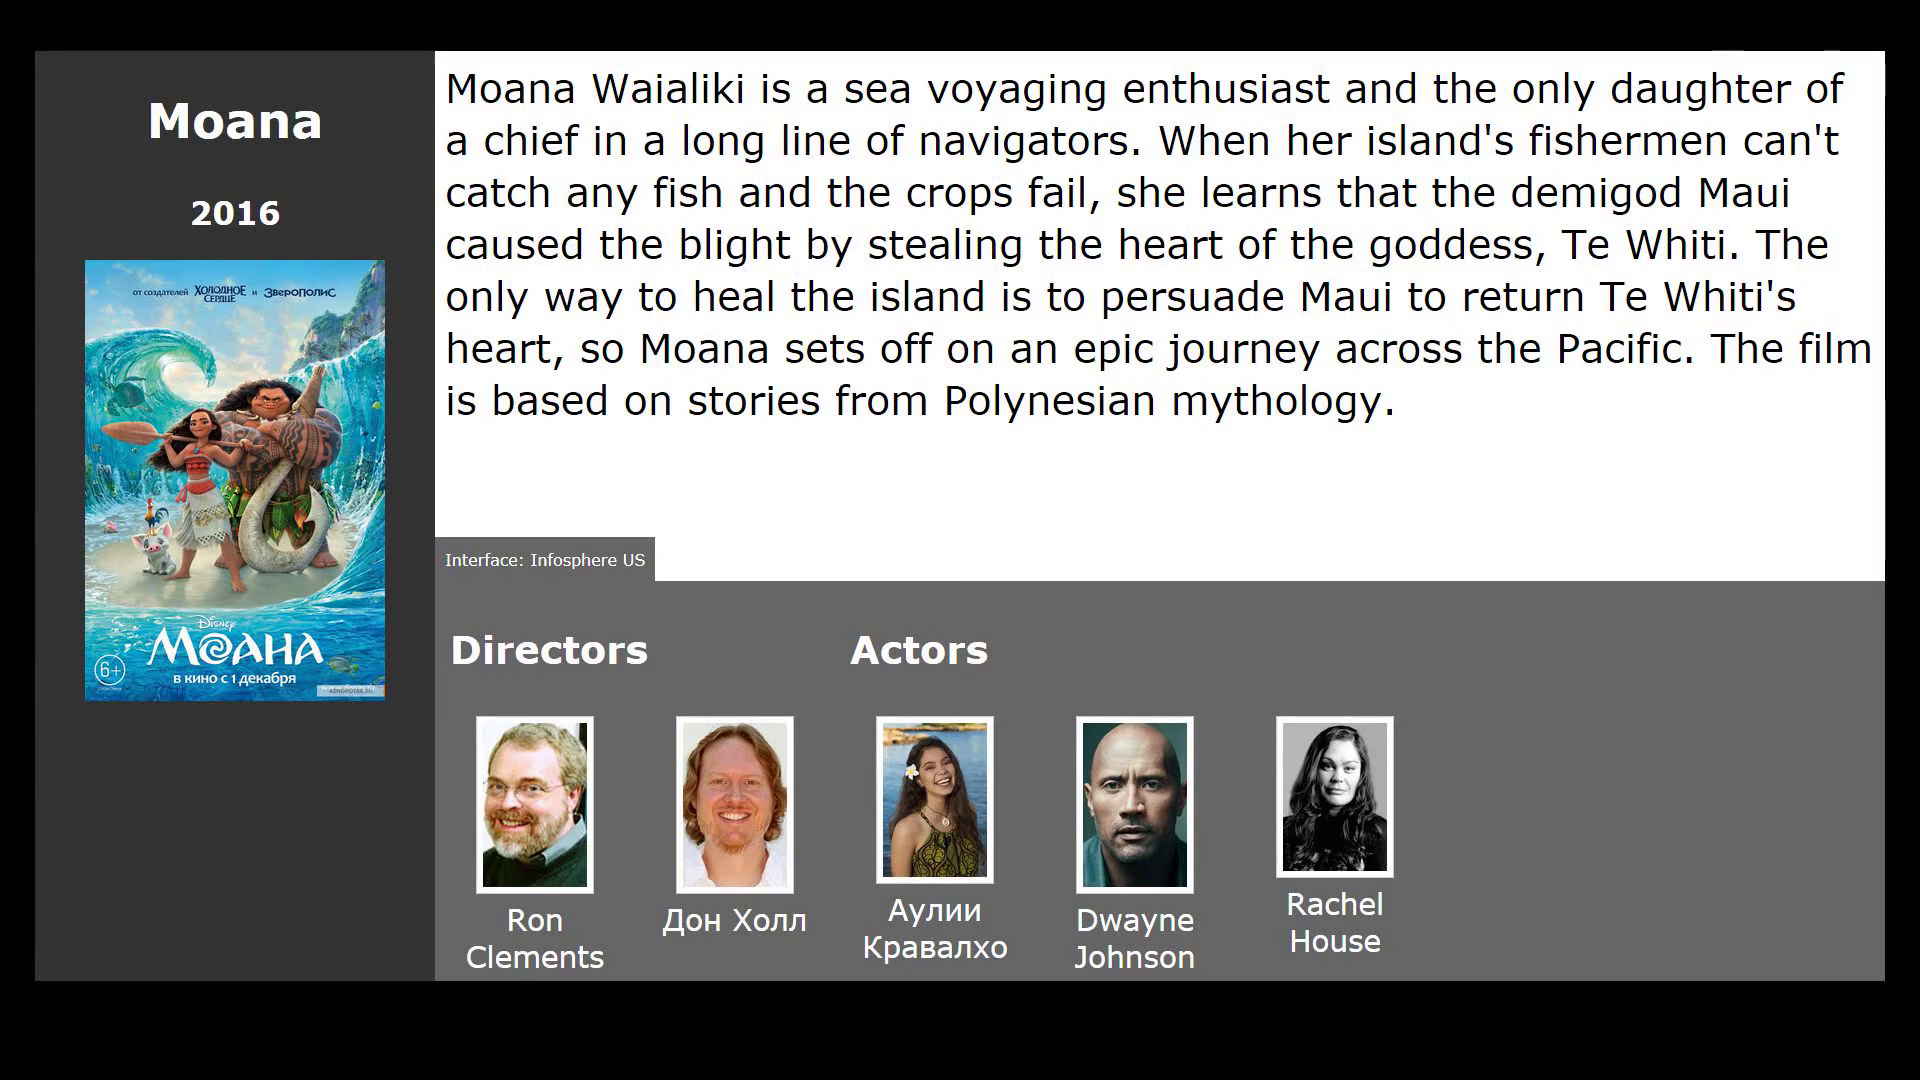 Moana
2016
от создателей ХОЛОДНОЕ СЕРДЦЕ и ЗВЕРОПОЛИС
DISNEY
МОАНА
6+
в кино с 1 декабря
Moana Waialiki is a sea voyaging enthusiast and the only daughter of
a chief in a long line of navigators. When her island's fishermen can't
catch any fish and the crops fail, she learns that the demigod Maui
caused the blight by stealing the heart of the goddess, Te Whiti. The
only way to heal the island is to persuade Maui to return Te Whiti's
heart, so Moana sets off on an epic journey across the Pacific. The film
is based on stories from Polynesian mythology.
Interface: Infosphere US
Directors
Actors
Ron
Clements
Дон Холл
Аулии
Кравалхо
Dwayne
Johnson
Rachel
House